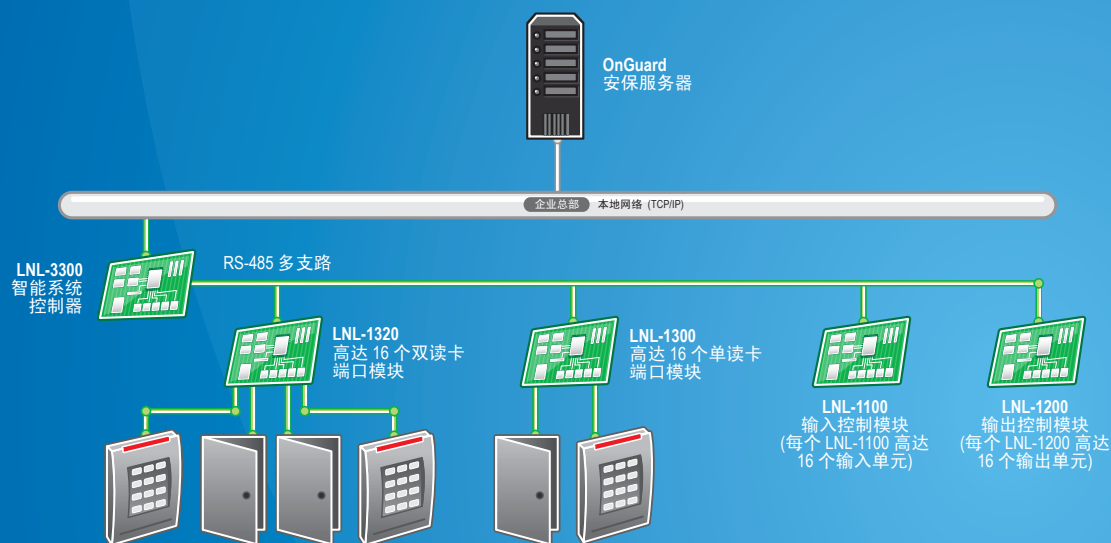 OnGuard
安保服务器
企业总部 本地网络 (TCP/IP)
LNL-3300
智能系统
控制器
RS-485 多支路
LNL-1320
高达 16 个双读卡
端口模块
LNL-1300
高达 16 个单读卡
端口模块
LNL-1100
输入控制模块
(每个 LNL-1100 高达
16 个输入单元)
LNL-1200
输出控制模块
(每个 LNL-1200 高达
16 个输出单元)